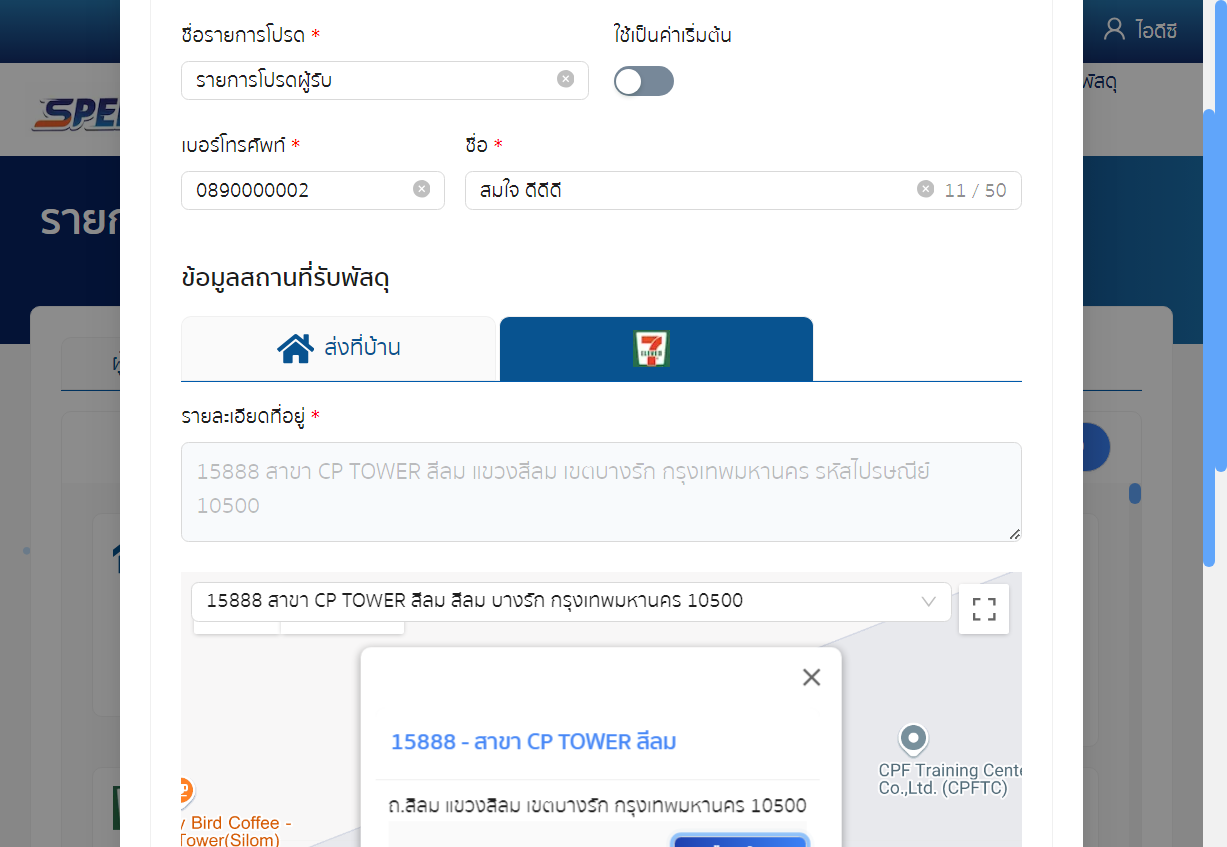 ไอดีซี
SPE
พัสดุ
ชื่อรายการโปรด *
ใช้เป็นค่าเริ่มต้น
รายการโปรดผู้รับ
เบอร์โทรศัพท์ *
ชื่อ *
0890000002
สมใจ ดีดีดี
11 / 50
ข้อมูลสถานที่รับพัสดุ
ส่งที่บ้าน
7
ELEVEN
รายละเอียดที่อยู่ *
15888 สาขา CP TOWER สีลม แขวงสีลม เขตบางรัก กรุงเทพมหานคร รหัสไปรษณีย์
10500
15888 สาขา CP TOWER สีลม สีลม บางรัก กรุงเทพมหานคร 10500
15888 - สาขา CP TOWER สีลม
ถ.สีลม แขวงสีลม เขตบางรัก กรุงเทพมหานคร 10500
CPF Training Cente
Co.,Ltd. (CPFTC)
y Bird Coffee -
Tower(Silom)